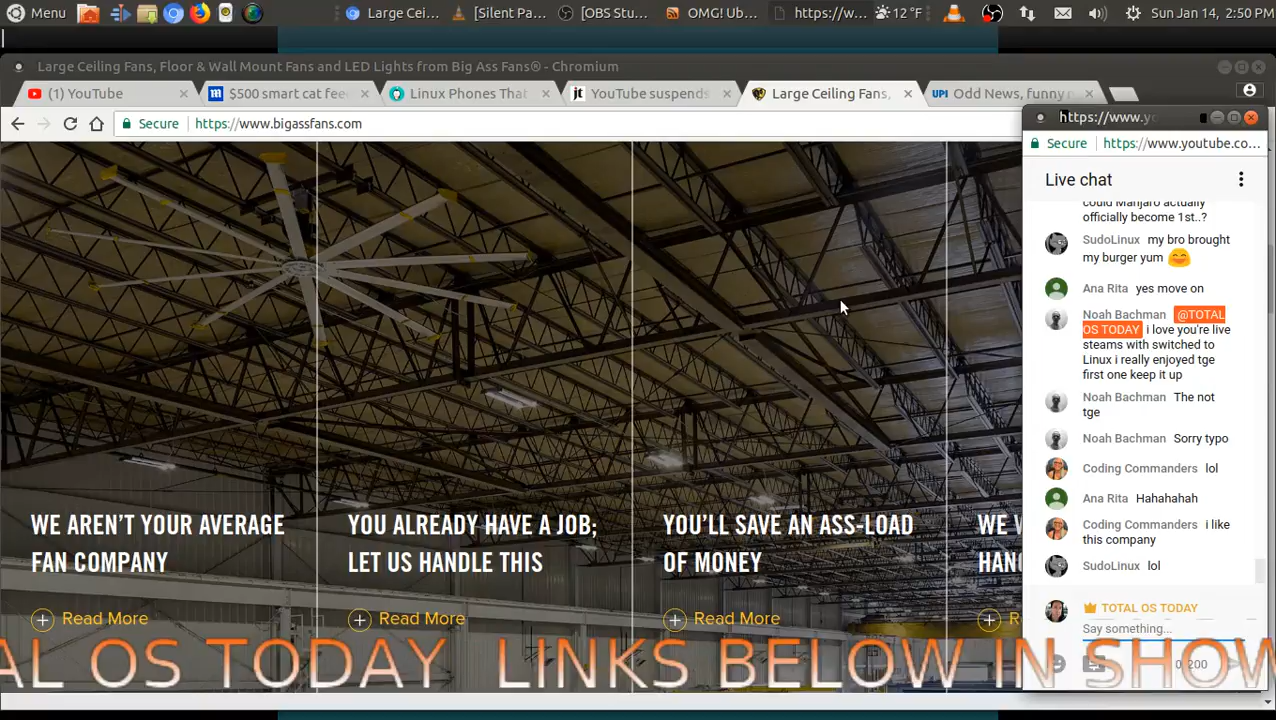 Menu
Large Cei...
[Silent Pa...
[OBS Stu...
OMG! Ub...
https://w...
12 °F
Sun Jan 14, 2:50 PM
Large Ceiling Fans, Floor & Wall Mount Fans and LED Lights from Big Ass Fans® - Chromium
(1) YouTube
$500 smart cat fee
Linux Phones That
YouTube suspends
Large Ceiling Fans,
Odd News, funny n
Secure
https://www.bigassfans.com
https://www.yo
Secure
https://www.youtube.co...
Live chat
could Manjaro actually
officially become 1st..?
SudoLinux my bro brought
my burger yum
Ana Rita yes move on
Noah Bachman @TOTAL
OS TODAY i love you're live
steams with switched to
Linux i really enjoyed tge
first one keep it up
Noah Bachman The not
tge
Noah Bachman Sorry typo
Coding Commanders lol
Ana Rita Hahahahah
Coding Commanders i like
this company
SudoLinux lol
TOTAL OS TODAY
Say something...
0/200
WE AREN'T YOUR AVERAGE
FAN COMPANY
Read More
YOU ALREADY HAVE A JOB;
LET US HANDLE THIS
Read More
YOU'LL SAVE AN ASS-LOAD
OF MONEY
Read More
WE
HAN
R
AL OS TODAY LINKS BELOW IN SHOW